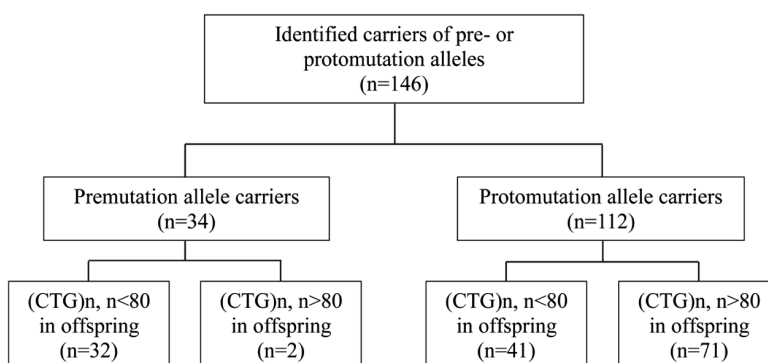 Identified carriers of pre- or
protomutation alleles
(n=146)
Premutation allele carriers
(n=34)
Protomutation allele carriers
(n=112)
(CTG)n, n<80
in offspring
(n=32)
(CTG)n, n>80
in offspring
(n=2)
(CTG)n, n<80
in offspring
(n=41)
(CTG)n, n>80
in offspring
(n=71)